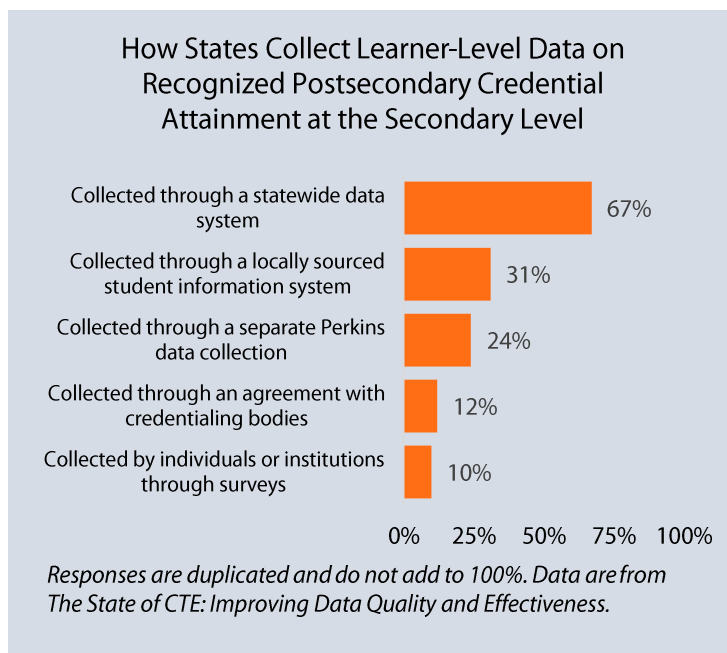 How States Collect Learner-Level Data on
Recognized Postsecondary Credential
Attainment at the Secondary Level
Collected through a statewide data
system
67%
Collected through a locally sourced
student information system
31%
Collected through a separate Perkins
data collection
24%
Collected through an agreement with
credentialing bodies
12%
Collected by individuals or institutions
through surveys
10%
0% 25% 50% 75% 100%
Responses are duplicated and do not add to 100%. Data are from
The State of CTE: Improving Data Quality and Effectiveness.